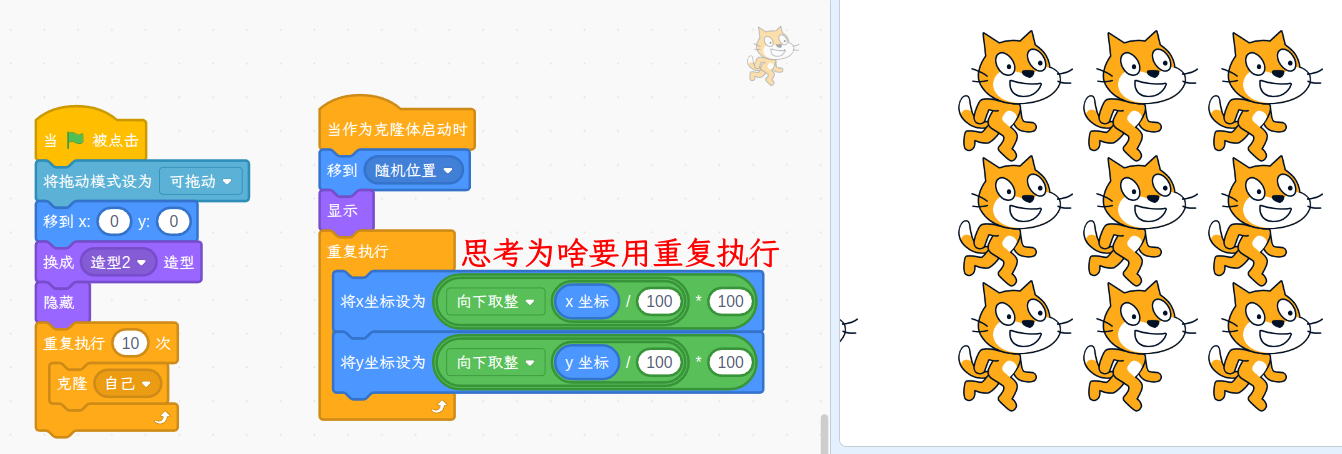 当 被点击
将拖动模式设为 可拖动
移到 x: 0 y: 0
换成 造型2 造型
隐藏
重复执行 10 次
克隆 自己
当作为克隆体启动时
移到 随机位置
显示
重复执行
思考为啥要用重复执行
将x坐标设为 向下取整 x 坐标 / 100 * 100
将y坐标设为 向下取整 y 坐标 / 100 * 100